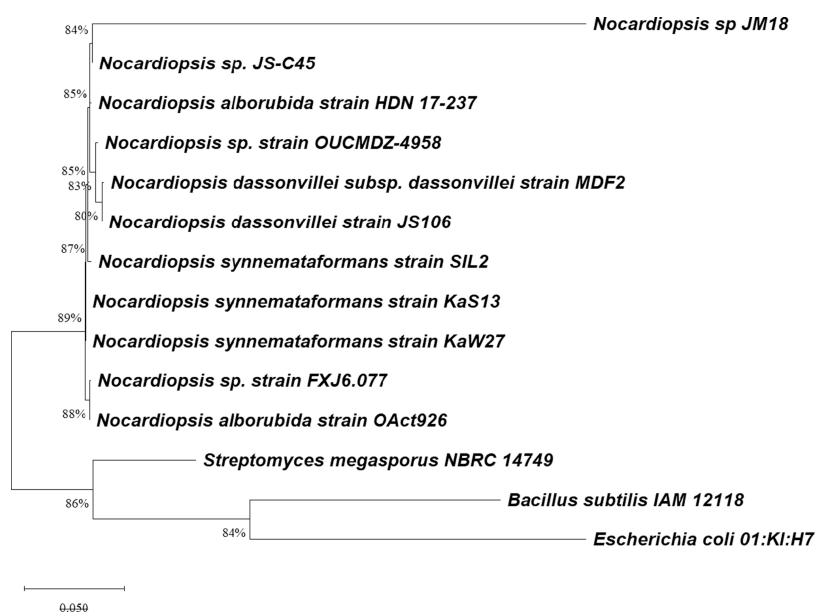 84%
Nocardiopsis sp JM18
Nocardiopsis sp. JS-C45
85%
Nocardiopsis alborubida strain HDN 17-237
Nocardiopsis sp. strain OUCMDZ-4958
85%
83%
Nocardiopsis dassonvillei subsp. dassonvillei strain MDF2
80%
Nocardiopsis dassonvillei strain JS106
87%
Nocardiopsis synnemataformans strain SIL2
Nocardiopsis synnemataformans strain KaS13
89%
Nocardiopsis synnemataformans strain KaW27
Nocardiopsis sp. strain FXJ6.077
88%
Nocardiopsis alborubida strain OAct926
Streptomyces megasporus NBRC 14749
86%
Bacillus subtilis IAM 12118
84%
Escherichia coli 01:KI:H7
0.050